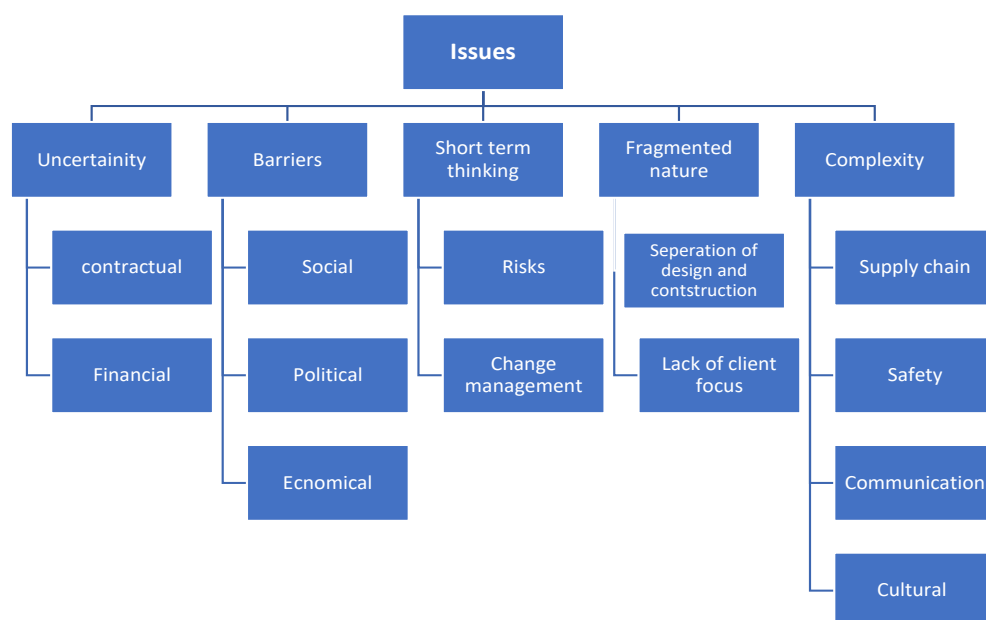 Issues
Uncertainity
Barriers
Short term
thinking
Fragmented
nature
Complexity
contractual
Social
Risks
Seperation of
design and
contstruction
Supply chain
Financial
Political
Change
management
Lack of client
focus
Safety
Ecnomical
Communication
Cultural